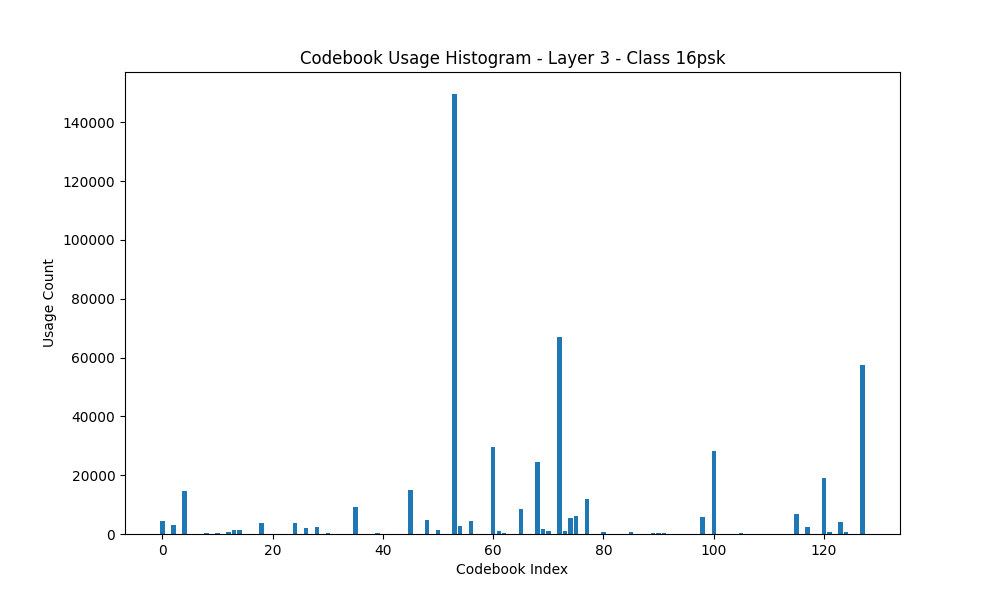 Codebook Usage Histogram - Layer 3 - Class 16psk
140000
120000
100000
80000
60000
40000
20000
0
Usage Count
0 20 40 60 80 100 120
Codebook Index